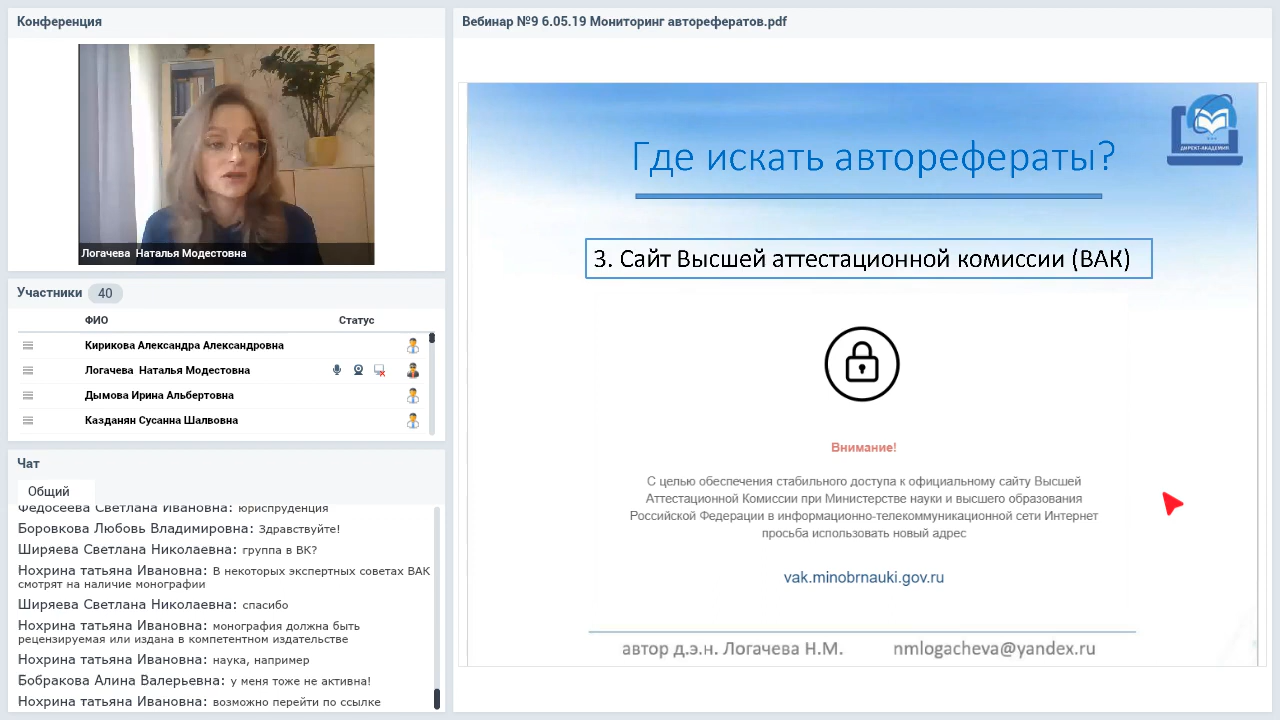 Конференция
Логачева Наталья Модестовна
Участники 40
ФИО Статус
Кирикова Александра Александровна
Логачева Наталья Модестовна
Дымова Ирина Альбертовна
Казданян Сусанна Шалвовна
Чат
Общий
Федосеева Светлана Ивановна: юриспруденция
Боровкова Любовь Владимировна: Здравствуйте!
Ширяева Светлана Николаевна: группа в ВК?
Нохрина татьяна Ивановна: В некоторых экспертных советах ВАК
смотрят на наличие монографии
Ширяева Светлана Николаевна: спасибо
Нохрина татьяна Ивановна: монография должна быть
рецензируемая или издана в компетентном издательстве
Нохрина татьяна Ивановна: наука, например
Бобракова Алина Валерьевна: у меня тоже не активна!
Нохрина татьяна Ивановна: возможно перейти по ссылке
Вебинар №9 6.05.19 Мониторинг авторефератов.pdf
ДИРЕКТ-АКАДЕМИЯ
Где искать авторефераты?
3. Сайт Высшей аттестационной комиссии (ВАК)
Внимание!
С целью обеспечения стабильного доступа к официальному сайту Высшей
Аттестационной Комиссии при Министерстве науки и высшего образования
Российской Федерации в информационно-телекоммуникационной сети Интернет
просьба использовать новый адрес
vak.minobrnauki.gov.ru
автор д.э.н. Логачева Н.М. nmlogacheva@yandex.ru